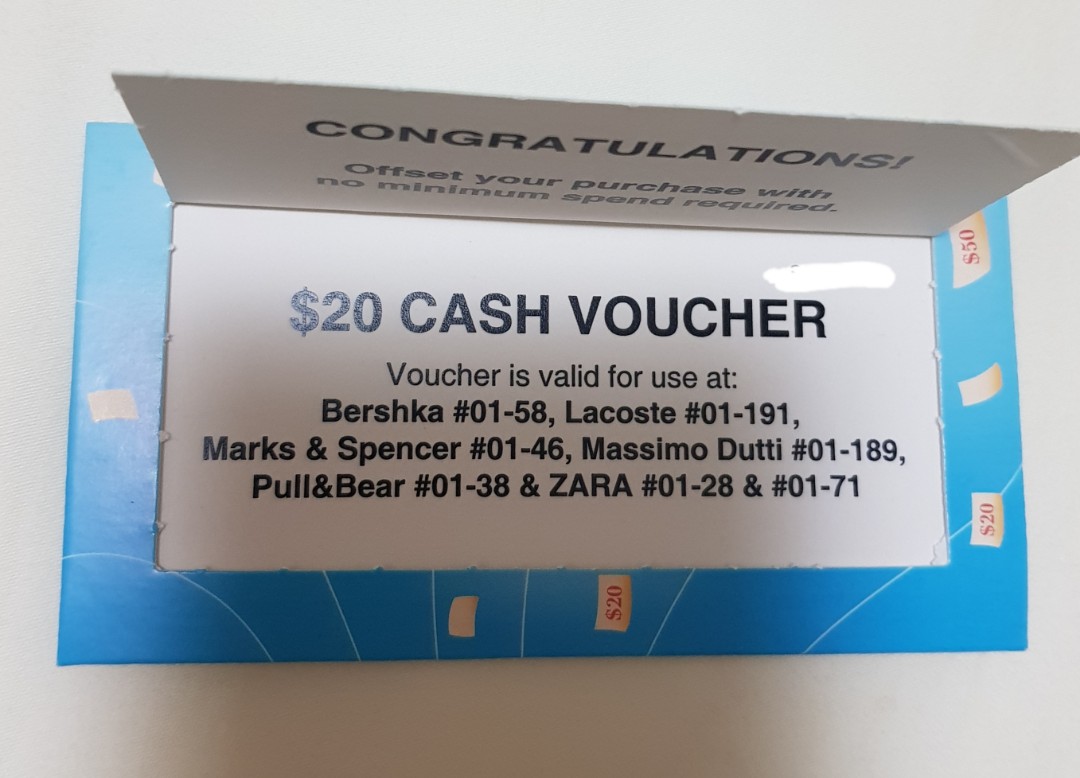 CONGRATULATIONS!
Offset your purchase with
no minimum spend required.
$20 CASH VOUCHER
Voucher is valid for use at:
Bershka #01-58, Lacoste #01-191,
Marks & Spencer #01-46, Massimo Dutti #01-189,
Pull&Bear #01-38 & ZARA #01-28 & #01-71
$50
$20
$20